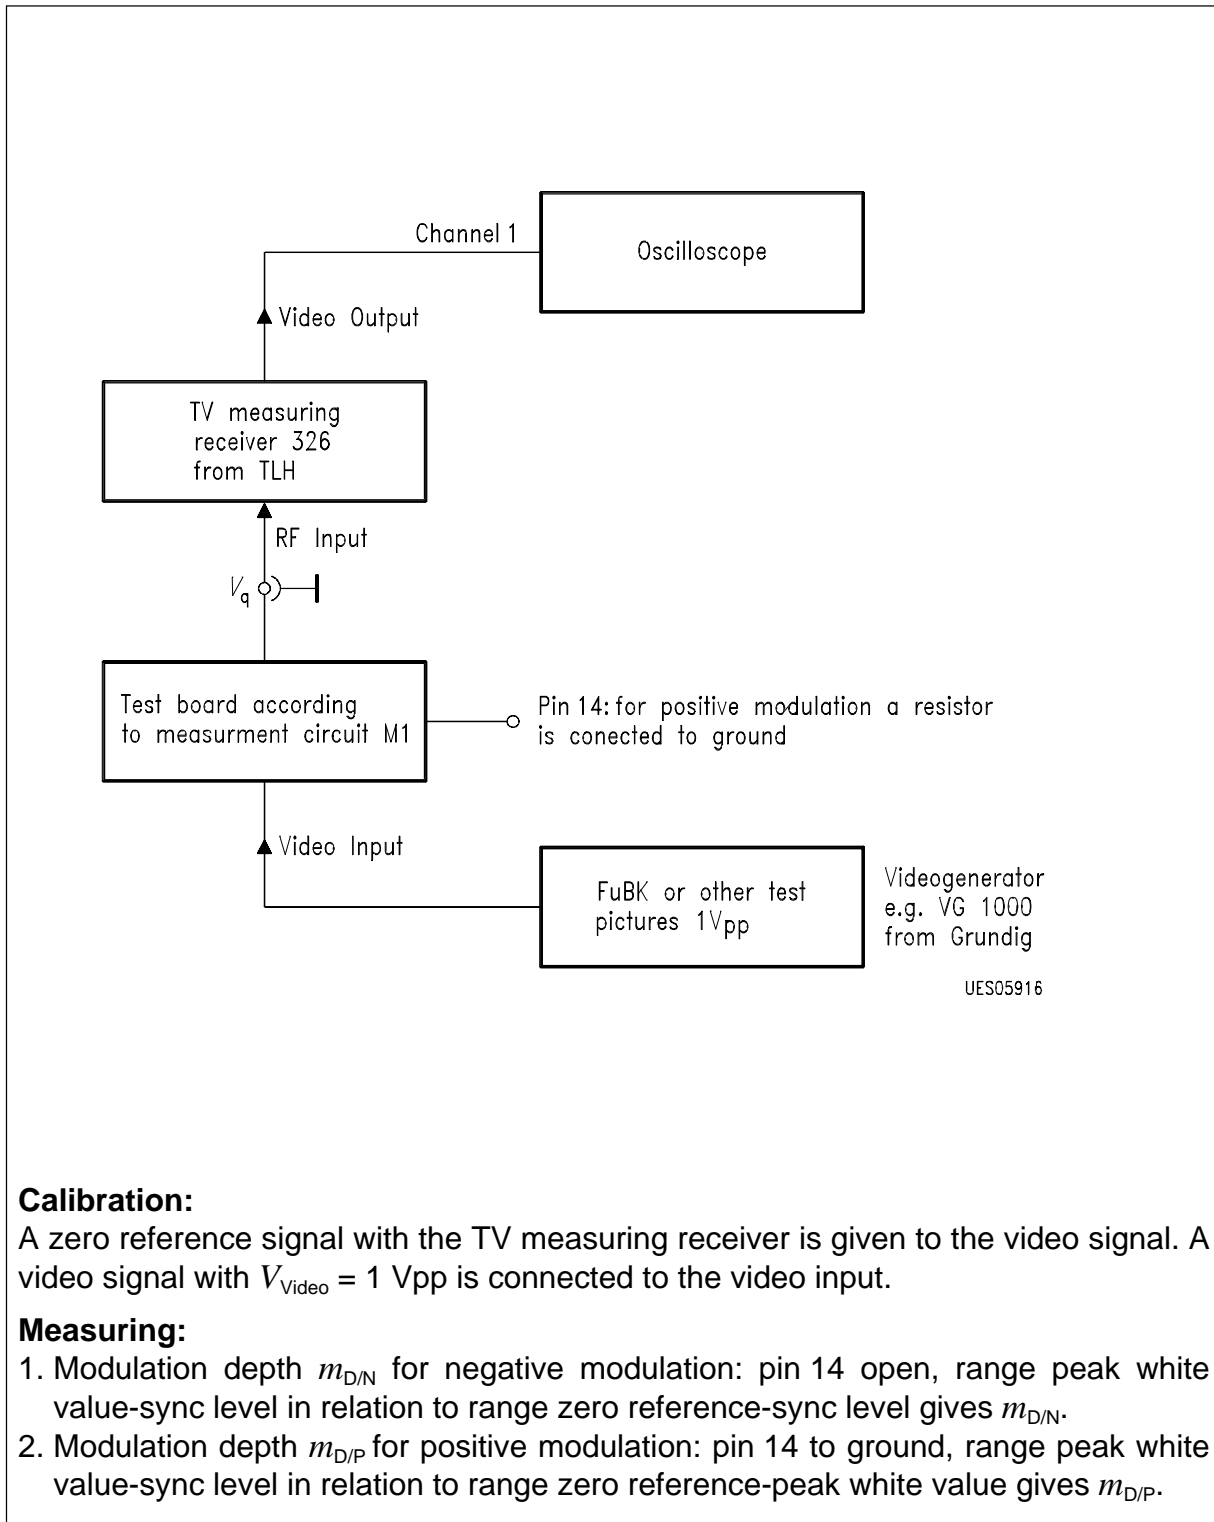 Channel 1
Oscilloscope
Video Output
TV measuring
receiver 326
from TLH
RF Input
Vq
Test board according
to measurment circuit M1
Pin 14: for positive modulation a resistor
is conected to ground
Video Input
FuBK or other test
pictures 1Vpp
Videogenerator
e.g. VG 1000
from Grundig
UES05916
Calibration:
A zero reference signal with the TV measuring receiver is given to the video signal. A
video signal with VVideo = 1 Vpp is connected to the video input.
Measuring:
1. Modulation depth mD/N for negative modulation: pin 14 open, range peak white
value-sync level in relation to range zero reference-sync level gives mD/N.
2. Modulation depth mD/P for positive modulation: pin 14 to ground, range peak white
value-sync level in relation to range zero reference-peak white value gives mD/P.